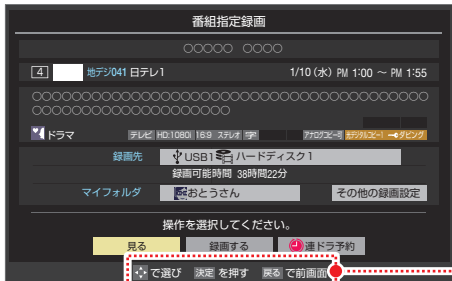 番組指定録画
○○○○○ ○○○○
4 地デジ041 日テレ1 1/10(水) PM 1:00 ～ PM 1:55
○○○○○○○○○○○○○○○○○○○○○○○○○○○○○○○○○○○○○○○
○○○○○○○○○○○○○○○○○○○
ドラマ テレビ HD:1080i 16:9 ステレオ 字 アナログコピー可 デジタルコピー1 ダビング
録画先 USB1 ハードディスク1
録画可能時間 38時間22分
マイフォルダ おとうさん その他の録画設定
操作を選択してください。
見る 録画する 連ドラ予約
で選び 決定 を押す 戻る で前画面